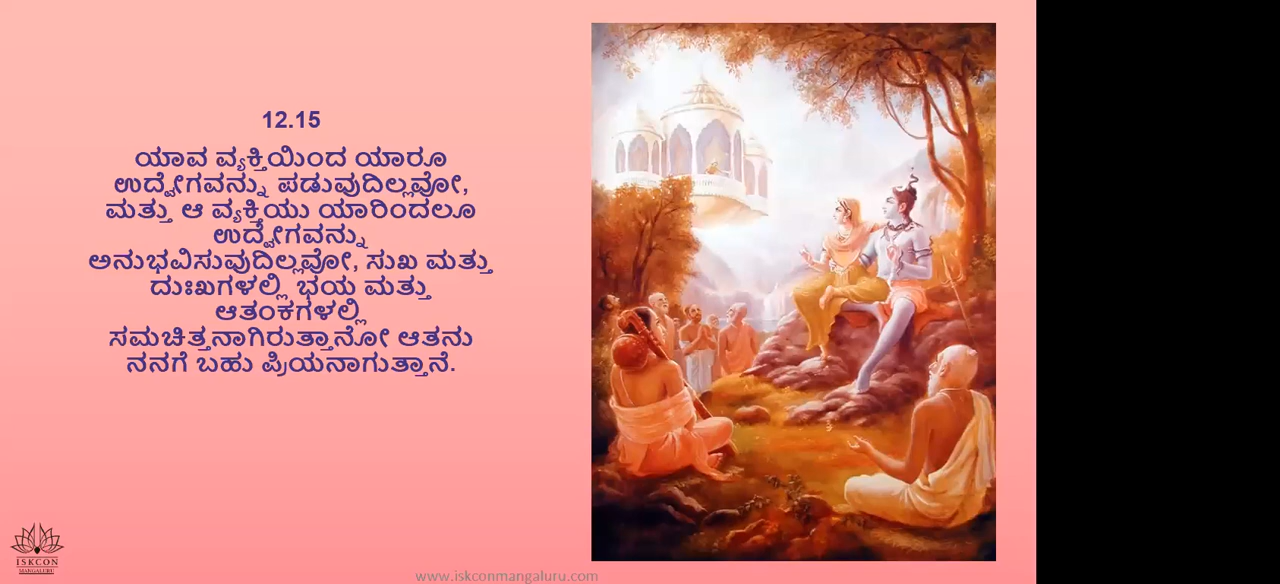 12.15
ಯಾವ ವ್ಯಕ್ತಿಯಿಂದ ಯಾರೂ
ಉದ್ವೇಗವನ್ನು ಪಡುವುದಿಲ್ಲವೋ,
ಮತ್ತು ಆ ವ್ಯಕ್ತಿಯು ಯಾರಿಂದಲೂ
ಉದ್ವೇಗವನ್ನು
ಅನುಭವಿಸುವುದಿಲ್ಲವೋ, ಸುಖ ಮತ್ತು
ದುಃಖಗಳಲ್ಲಿ ಭಯ ಮತ್ತು
ಆತಂಕಗಳಲ್ಲಿ
ಸಮಚಿತ್ತನಾಗಿರುತ್ತಾನೋ ಆತನು
ನನಗೆ ಬಹು ಪ್ರಿಯನಾಗುತ್ತಾನೆ.
ISKCON
MANGALURU
www.iskconmangaluru.com